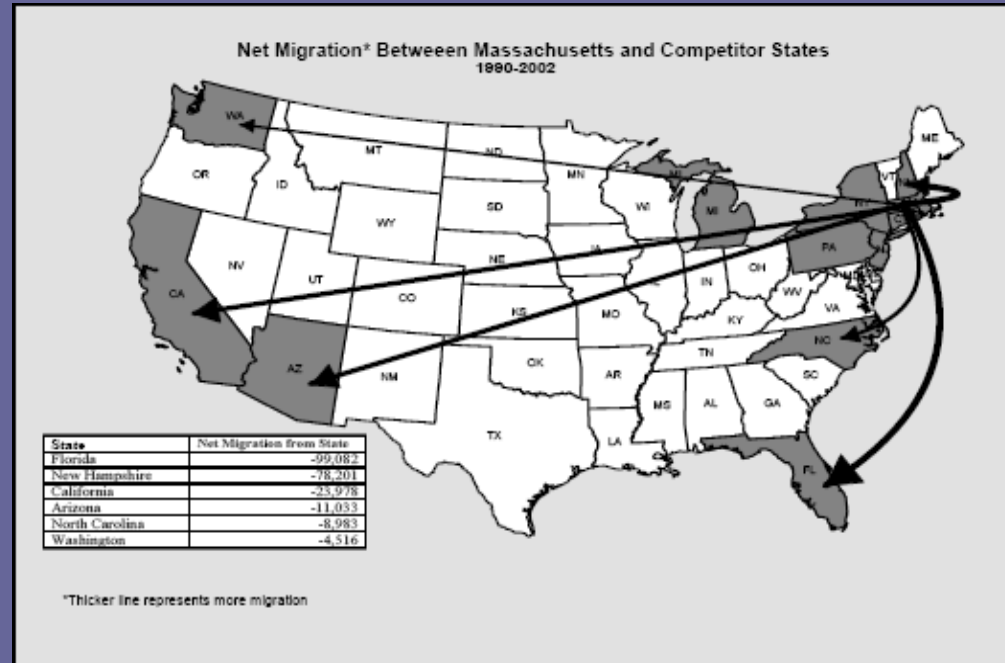 Net Migration* Betweeen Massachusetts and Competitor States
1990-2002
WA
ME
MT
ND
VT
OR
MN
ID
SD
WI
MI
WY
PA
NE
NV
OH
IN
UT
CA
CO
WV
VA
KS
MO
KY
NC
TN
OK
AZ
NM
AR
SC
MS
AL
GA
TX
LA
FL
State Net Migration from State
Florida -99,082
New Hampshire -78,201
California -23,978
Arizona -11,033
North Carolina -8,983
Washington -4,516
*Thicker line represents more migration